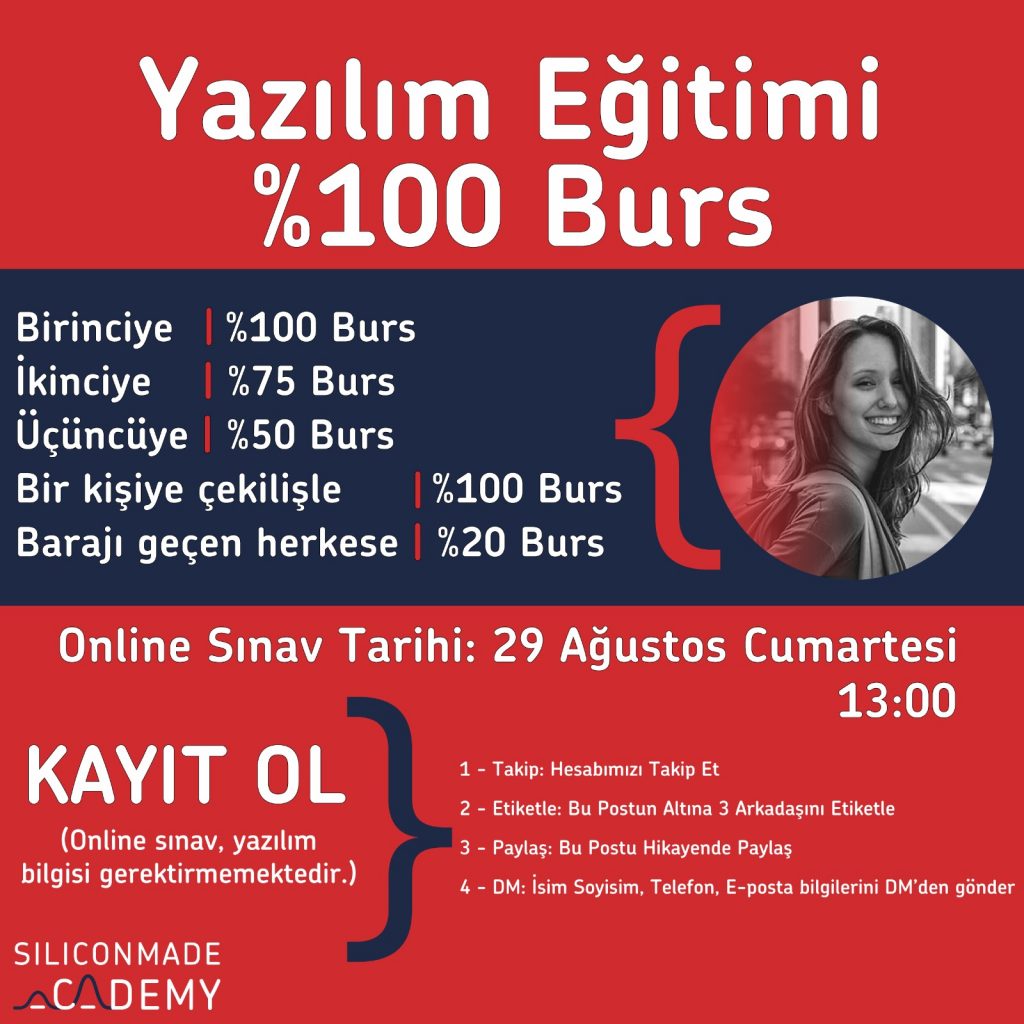 Yazılım Eğitimi
%100 Burs
Birinciye | %100 Burs
İkinciye | %75 Burs
Üçüncüye | %50 Burs
Bir kişiye çekilişle | %100 Burs
Barajı geçen herkese | %20 Burs
Online Sınav Tarihi: 29 Ağustos Cumartesi
13:00
KAYIT OL
(Online sınav, yazılım
bilgisi gerektirmemektedir.)
1 - Takip: Hesabımızı Takip Et
2 - Etiketle: Bu Postun Altına 3 Arkadaşını Etiketle
3 - Paylaş: Bu Postu Hikayende Paylaş
4 - DM: İsim Soyisim, Telefon, E-posta bilgilerini DM'den gönder
SILICONMADE
ACADEMY